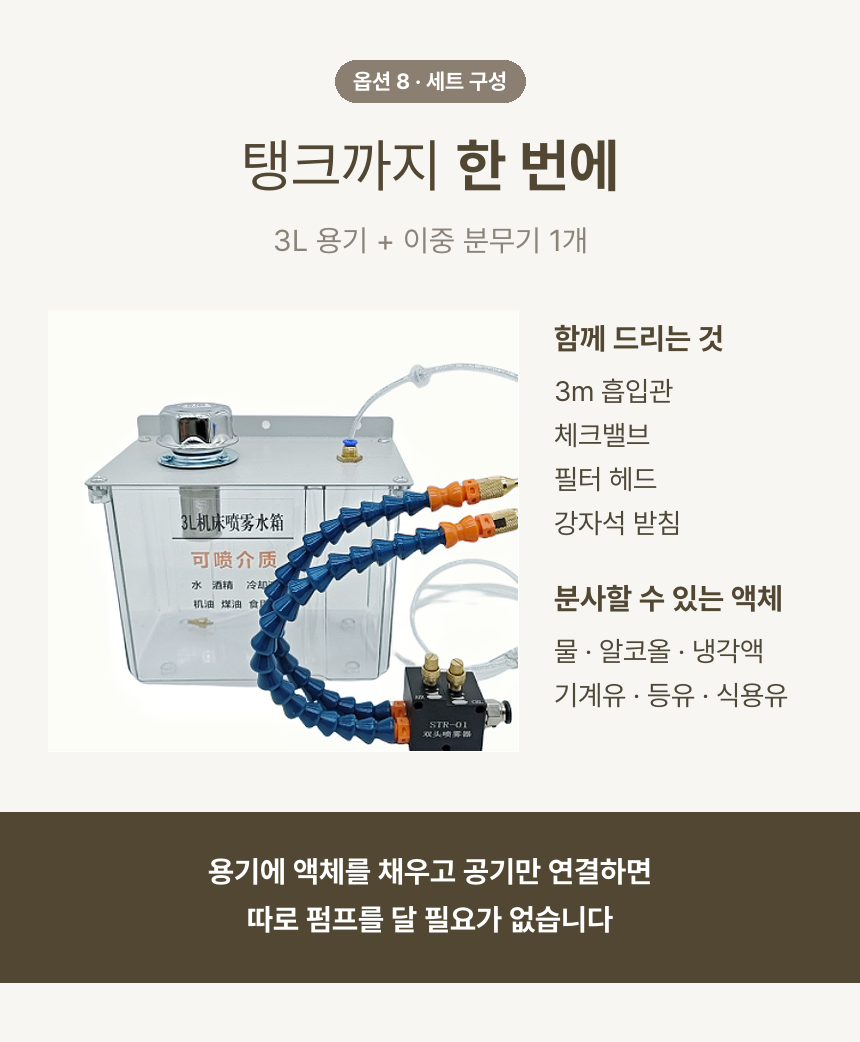 옵션 8 · 세트 구성
탱크까지 한 번에
3L 용기 + 이중 분무기 1개
함께 드리는 것
3m 흡입관
체크밸브
필터 헤드
강자석 받침
분사할 수 있는 액체
물 · 알코올 · 냉각액
기계유 · 등유 · 식용유
3L机床喷雾水箱
可喷介质
水 酒精 冷却
机油 煤油 食
STR-01
双头喷雾器
용기에 액체를 채우고 공기만 연결하면
따로 펌프를 달 필요가 없습니다